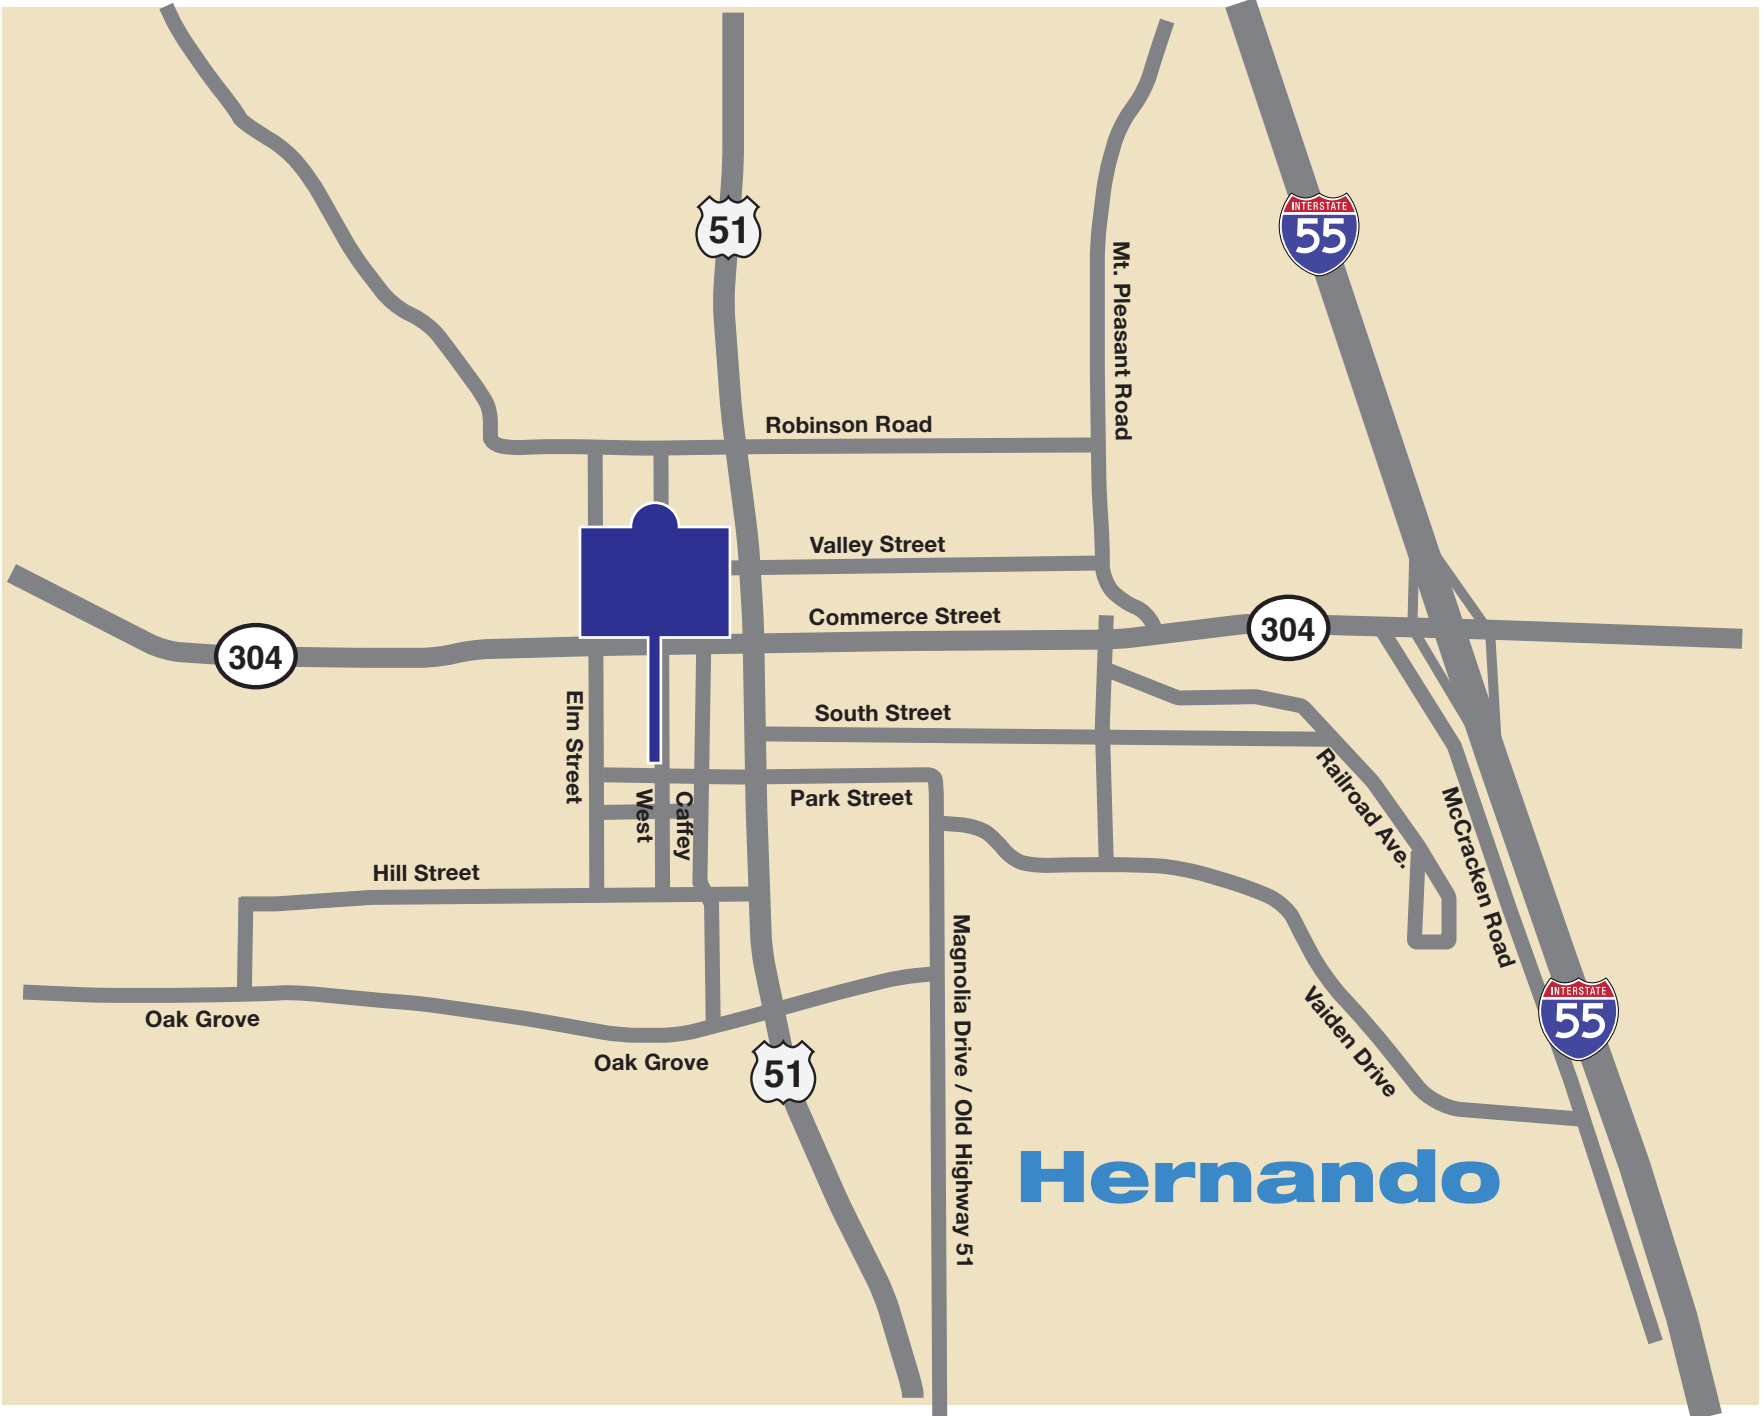 51
INTERSTATE
55
Mt. Pleasant Road
Robinson Road
Valley Street
Commerce Street
304
304
Elm Street
South Street
West
Caffey
Park Street
Railroad Ave.
McCracken Road
Hill Street
Magnolia Drive / Old Highway 51
Vaiden Drive
INTERSTATE
55
Oak Grove
Oak Grove
51
Hernando